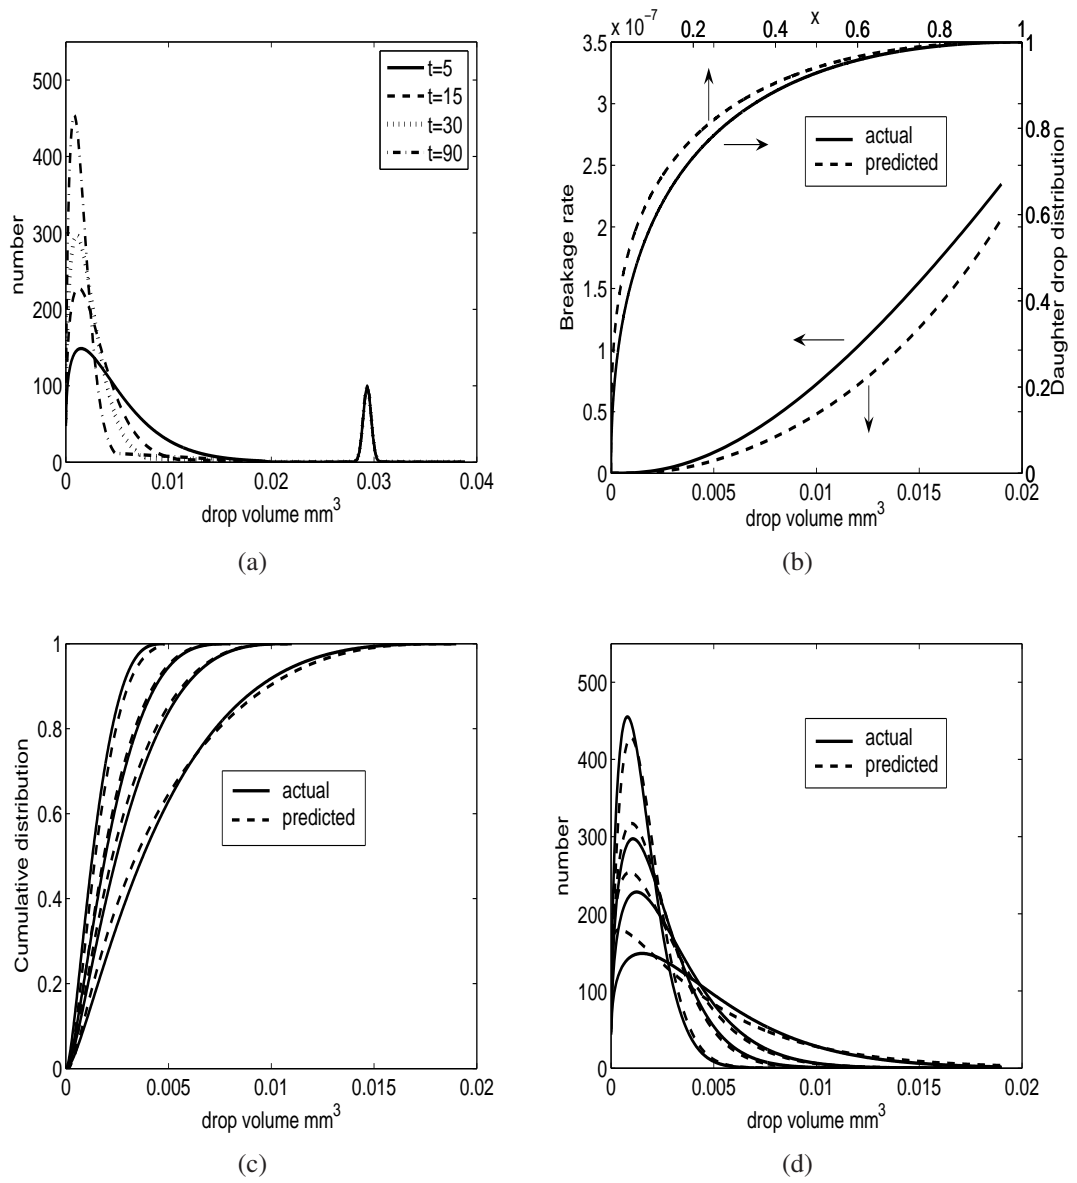 500
400
300
200
100
0
number
0 0.01 0.02 0.03 0.04
drop volume mm3
t=5
t=15
t=30
t=90
(a)
x 10−7 0.2 0.4 x 0.6 0.8 1
3.5
3
2.5
2
1.5
1
0.5
0
Breakage rate
1
0.8
0.6
0.4
0.2
0
Daughter drop distribution
actual
predicted
0.005 0.01 0.015 0.02
drop volume mm3
(b)
1
0.8
0.6
0.4
0.2
0
Cumulative distribution
actual
predicted
0 0.005 0.01 0.015 0.02
drop volume mm3
(c)
500
400
300
200
100
0
number
actual
predicted
0 0.005 0.01 0.015 0.02
drop volume mm3
(d)